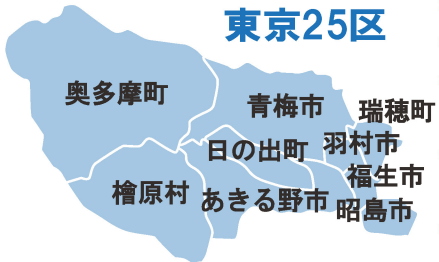 東京25区
奥多摩町
青梅市
瑞穂町
日の出町
羽村市
福生市
檜原村
あきる野市
昭島市